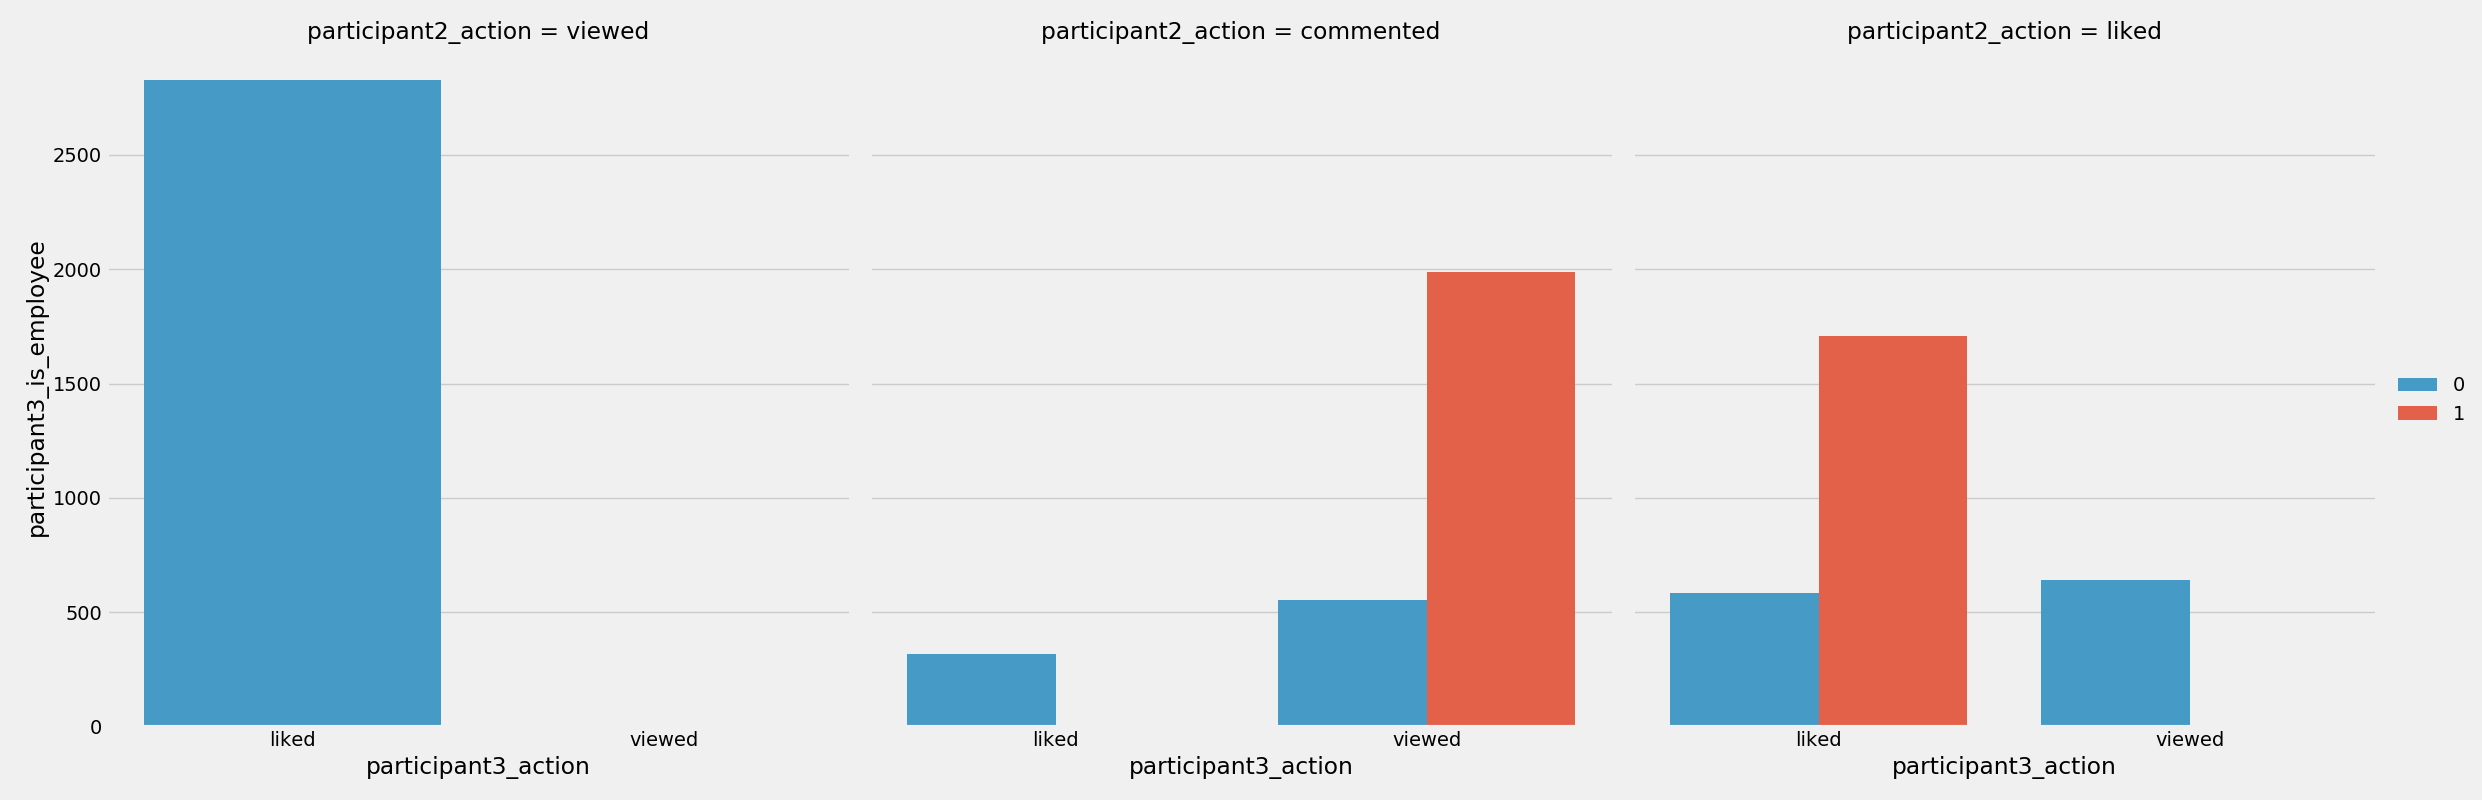 participant2_action = viewed
participant2_action = commented
participant2_action = liked
participant3_is_employee
2500
2000
1500
1000
500
0
liked
viewed
liked
viewed
liked
viewed
participant3_action
participant3_action
participant3_action
0
1